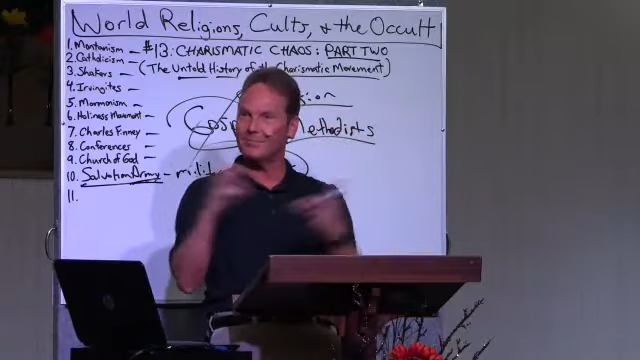 World Religions, Cults, & the Occult
#13: CHARISMATIC CHAOS: PART TWO
(The Untold History of the Charismatic Movement)
1. Montanism -
2. Catholicism -
3. Shakers -
4. Irvingites
5. Mormonism -
6. Holiness Movement -
7. Charles Finney -
8. Conferences -
9. Church of God -
10. Salvation Army -
11.
Methodists
hp